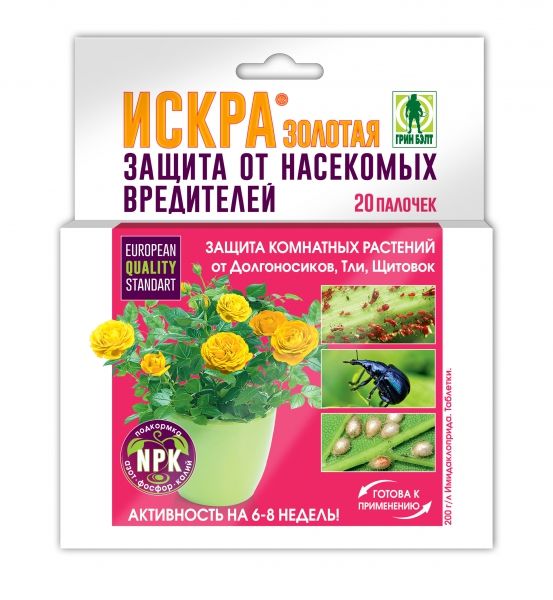 ИСКРА® ЗОЛОТАЯ
ГРИН БЭЛТ
ЗАЩИТА ОТ НАСЕКОМЫХ
ВРЕДИТЕЛЕЙ
20 ПАЛОЧЕК
EUROPEAN
QUALITY
STANDART
ЗАЩИТА КОМНАТНЫХ РАСТЕНИЙ
от Долгоносиков, Тли, Щитовок
подкормка
NPK
азот-фосфор-калий
ГОТОВА К
ПРИМЕНЕНИЮ
АКТИВНОСТЬ НА 6-8 НЕДЕЛЬ!
200 г/л Имидаклоприда. Таблетки.